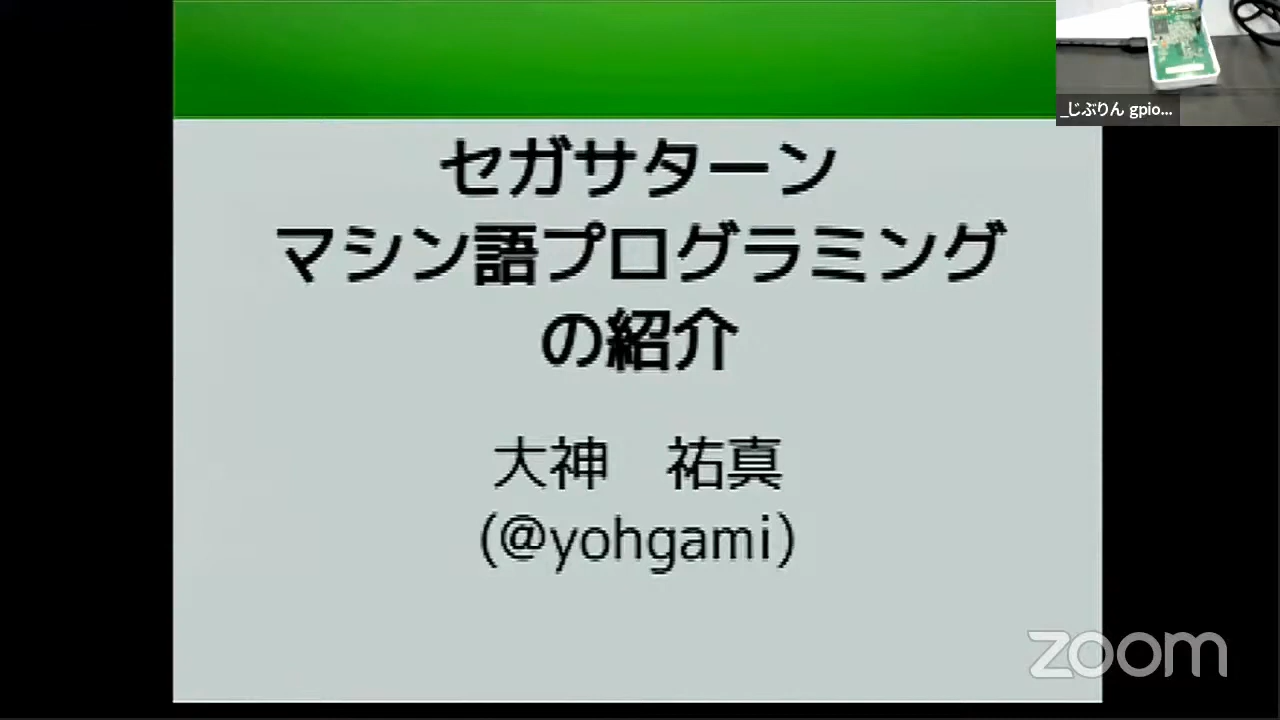 セガサターン
マシン語プログラミング
の紹介
大神　祐真
(@yohgami)
_じぶりん gpio...
zoom